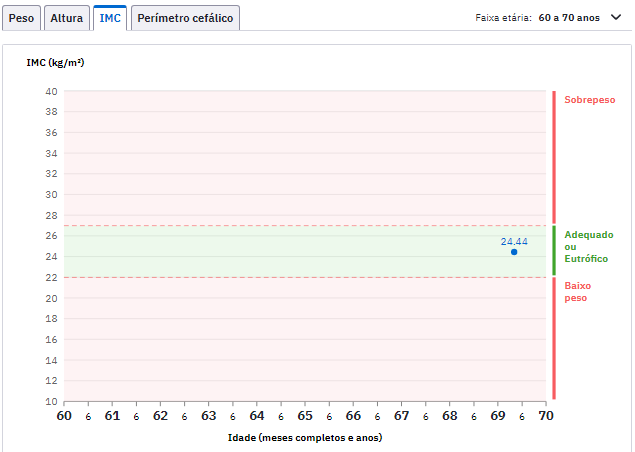 Peso Altura IMC Perímetro cefálico Faixa etária: 60 a 70 anos
IMC (kg/m²)
40
38
36
34
32
30
28
26
24
22
20
18
16
14
12
10
Sobrepeso
24.44
Adequado
ou
Eutrófico
Baixo
peso
60 6 61 6 62 6 63 6 64 6 65 6 66 6 67 6 68 6 69 6 70
Idade (meses completos e anos)